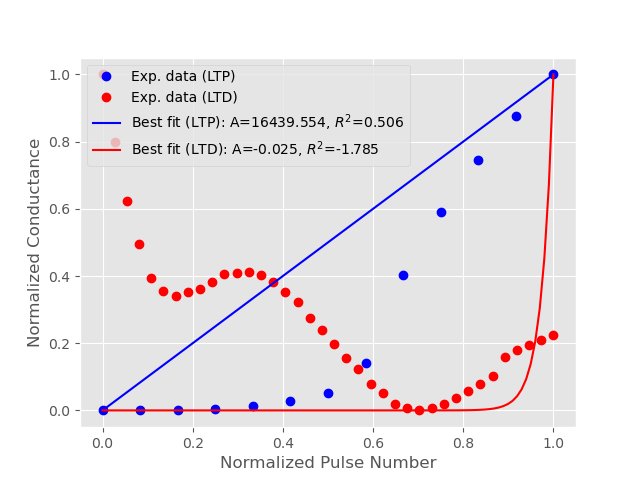 Exp. data (LTP)
Exp. data (LTD)
Best fit (LTP): A=16439.554, R²=0.506
Best fit (LTD): A=-0.025, R²=-1.785
1.0
0.8
0.6
0.4
0.2
0.0
Normalized Conductance
0.0 0.2 0.4 0.6 0.8 1.0
Normalized Pulse Number